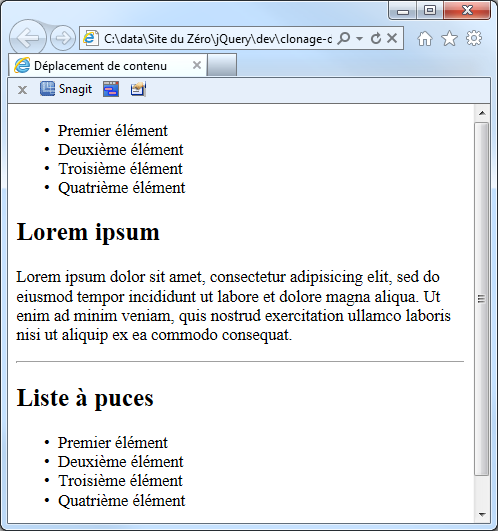 C:\data\Site du Zéro\jQuery\dev\clonage-c
Déplacement de contenu
Snagit
• Premier élément
• Deuxième élément
• Troisième élément
• Quatrième élément
Lorem ipsum
Lorem ipsum dolor sit amet, consectetur adipisicing elit, sed do
eiusmod tempor incididunt ut labore et dolore magna aliqua. Ut
enim ad minim veniam, quis nostrud exercitation ullamco laboris
nisi ut aliquip ex ea commodo consequat.
Liste à puces
• Premier élément
• Deuxième élément
• Troisième élément
• Quatrième élément